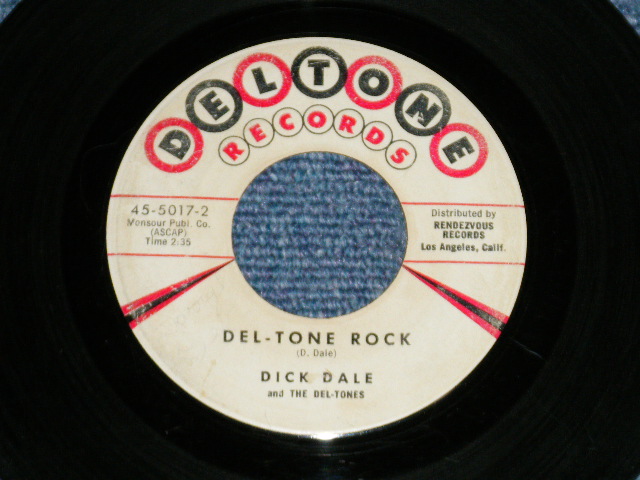 DELTONE
RECORDS
45-5017-2
Monsour Publ. Co.
(ASCAP)
Time 2:35
Distributed by
RENDEZVOUS
RECORDS
Los Angeles, Calif.
DEL-TONE ROCK
(D. Dale)
DICK DALE
and THE DEL-TONES